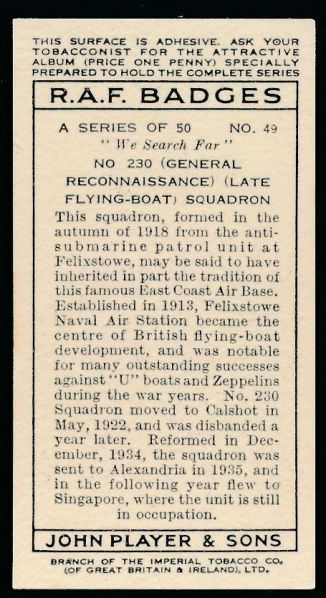 THIS SURFACE IS ADHESIVE. ASK YOUR
TOBACCONIST FOR THE ATTRACTIVE
ALBUM (PRICE ONE PENNY) SPECIALLY
PREPARED TO HOLD THE COMPLETE SERIES
R.A.F. BADGES
A SERIES OF 50 NO. 49
"We Search Far"
NO 230 (GENERAL
RECONNAISSANCE) (LATE
FLYING-BOAT) SQUADRON
This squadron, formed in the
autumn of 1918 from the anti-
submarine patrol unit at
Felixstowe, may be said to have
inherited in part the tradition of
this famous East Coast Air Base.
Established in 1913, Felixstowe
Naval Air Station became the
centre of British flying-boat
development, and was notable
for many outstanding successes
against "U" boats and Zeppelins
during the war years. No. 230
Squadron moved to Calshot in
May, 1922, and was disbanded a
year later. Reformed in Dec-
ember, 1934, the squadron was
sent to Alexandria in 1935, and
in the following year flew to
Singapore, where the unit is still
in occupation.
JOHN PLAYER & SONS
BRANCH OF THE IMPERIAL TOBACCO CO.
(OF GREAT BRITAIN & IRELAND), LTD.